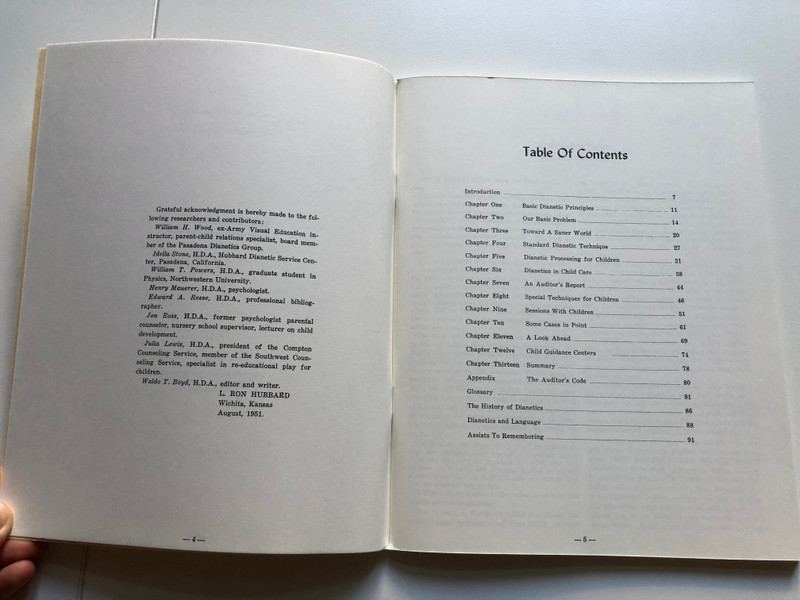 Grateful acknowledgment is hereby made to the fol-
lowing researchers and contributors:
William H. Wood, ex-Army Visual Education in-
structor, parent-child relations specialist, board mem-
ber of the Pasadena Dianetics Group.
Idella Stone, H.D.A., Hubbard Dianetic Service Cen-
ter, Pasadena, California.
William T. Powers, H.D.A., graduate student in
Physics, Northwestern University.
Henry Mauerer, H.D.A., psychologist.
Edward A. Reese, H.D.A., professional bibliog-
rapher.
Jen Ross, H.D.A., former psychologist parental
counselor, nursery school supervisor, lecturer on child
development.
Julia Lewis, H.D.A., president of the Compton
Counseling Service, member of the Southwest Coun-
seling Service, specialist in re-educational play for
children.
Waldo T. Boyd, H.D.A., editor and writer.
L. RON HUBBARD
Wichita, Kansas
August, 1951.
— 4 —
Table Of Contents
Introduction 7
Chapter One Basic Dianetic Principles 11
Chapter Two Our Basic Problem 14
Chapter Three Toward A Saner World 20
Chapter Four Standard Dianetic Technique 27
Chapter Five Dianetic Processing for Children 31
Chapter Six Dianetics in Child Care 38
Chapter Seven An Auditor's Report 44
Chapter Eight Special Techniques for Children 46
Chapter Nine Sessions With Children 51
Chapter Ten Some Cases in Point 61
Chapter Eleven A Look Ahead 69
Chapter Twelve Child Guidance Centers 74
Chapter Thirteen Summary 78
Appendix The Auditor's Code 80
Glossary 81
The History of Dianetics 86
Dianetics and Language 88
Assists To Remembering 91
— 5 —